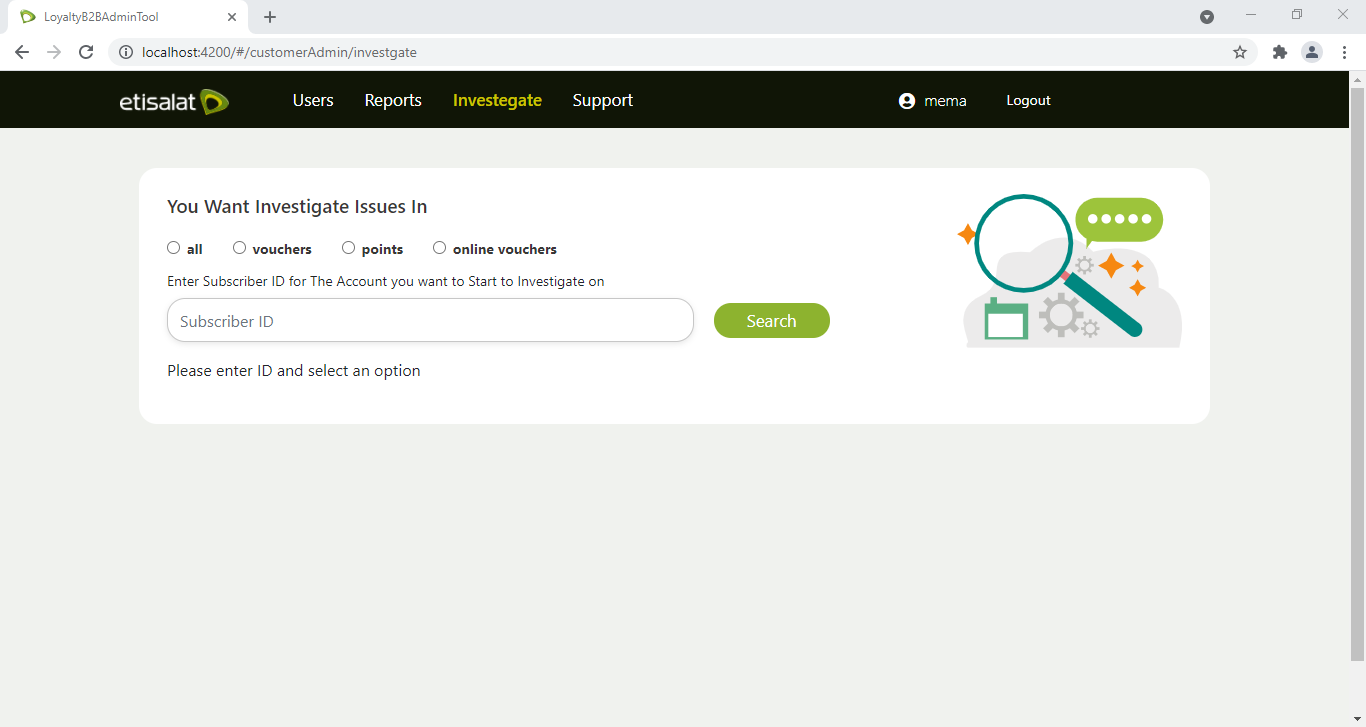 LoyaltyB2BAdminTool
localhost:4200/#/customerAdmin/investgate
etisalat Users Reports Investegate Support mema Logout
You Want Investigate Issues In
all vouchers points online vouchers
Enter Subscriber ID for The Account you want to Start to Investigate on
Subscriber ID Search
Please enter ID and select an option